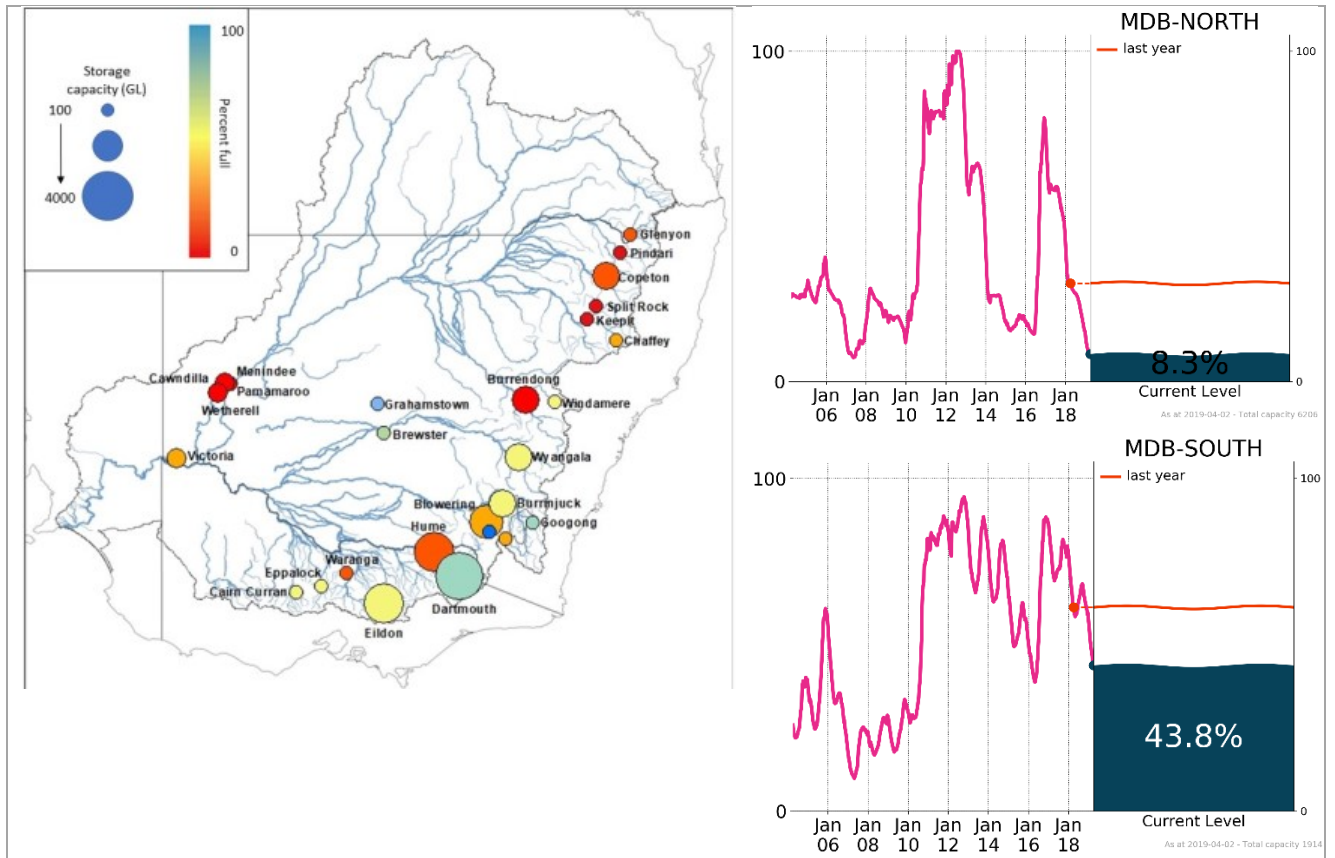 Storage
capacity (GL)
100
4000
100
Percent full
0
Glenyon
Pindari
Copeton
Split Rock
Keepit
Chaffey
Menindee
Cawndilla
Pamamaroo
Wetherell
Burrendong
Windamere
Grahamstown
Brewster
Victoria
Wyangala
Blowering
Burrinjuck
Googong
Hume
Waranga
Eppalock
Cairn Curran
Dartmouth
Eildon
MDB-NORTH
100
last year
100
8.3%
0
0
Jan 06
Jan 08
Jan 10
Jan 12
Jan 14
Jan 16
Jan 18
Current Level
As at 2019-04-02 - Total capacity 6206
MDB-SOUTH
100
last year
100
43.8%
0
0
Jan 06
Jan 08
Jan 10
Jan 12
Jan 14
Jan 16
Jan 18
Current Level
As at 2019-04-02 - Total capacity 1914